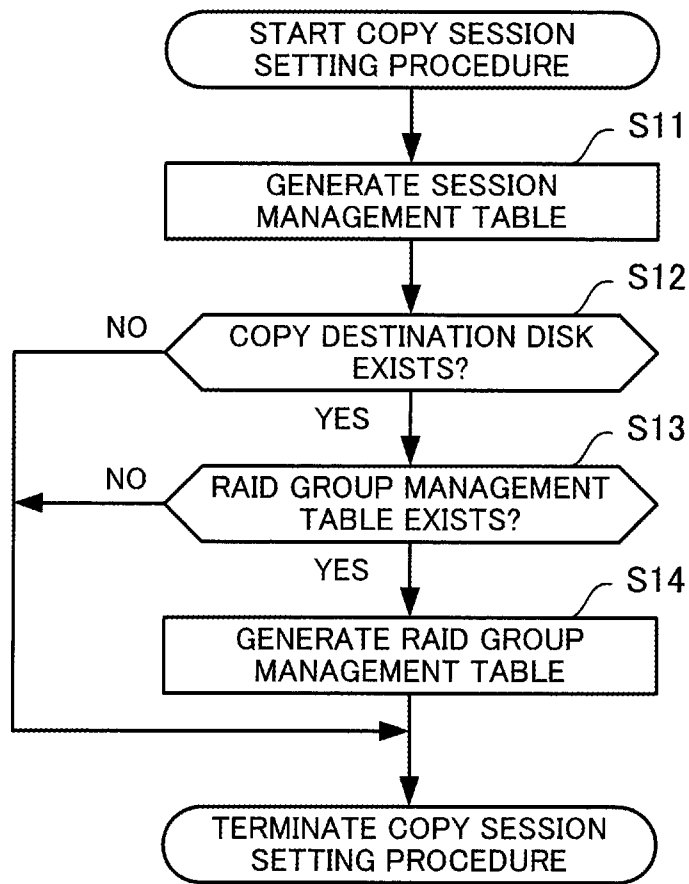 START COPY SESSION
SETTING PROCEDURE
S11
GENERATE SESSION
MANAGEMENT TABLE
S12
NO
COPY DESTINATION DISK
EXISTS?
YES
S13
NO
RAID GROUP MANAGEMENT
TABLE EXISTS?
YES
S14
GENERATE RAID GROUP
MANAGEMENT TABLE
TERMINATE COPY SESSION
SETTING PROCEDURE